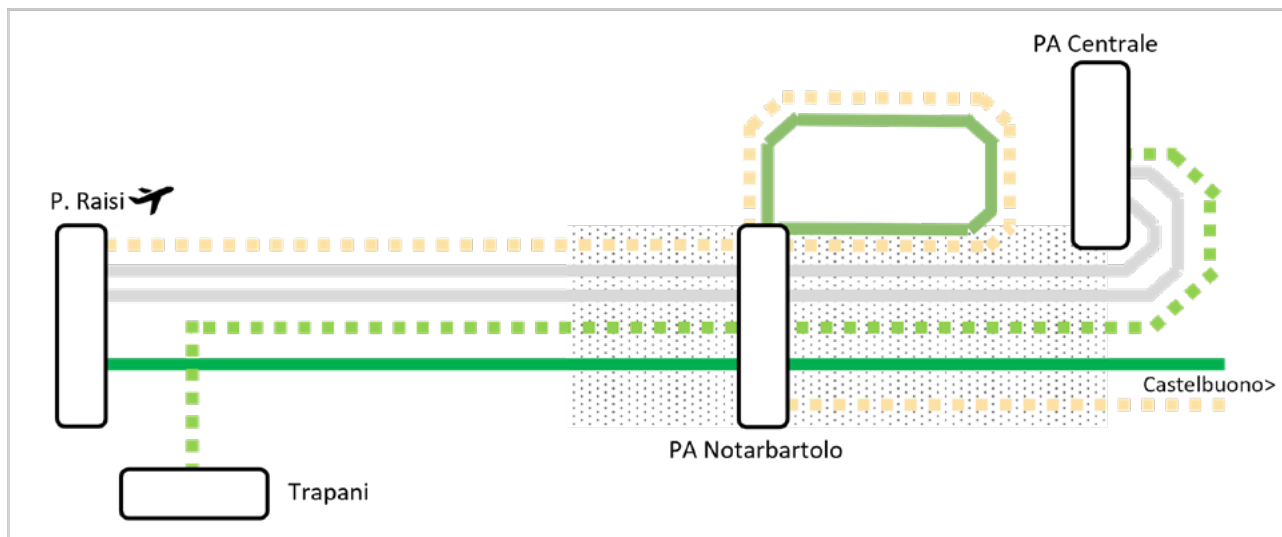 PA Centrale
P. Raisi
Castelbuono>
PA Notarbartolo
Trapani